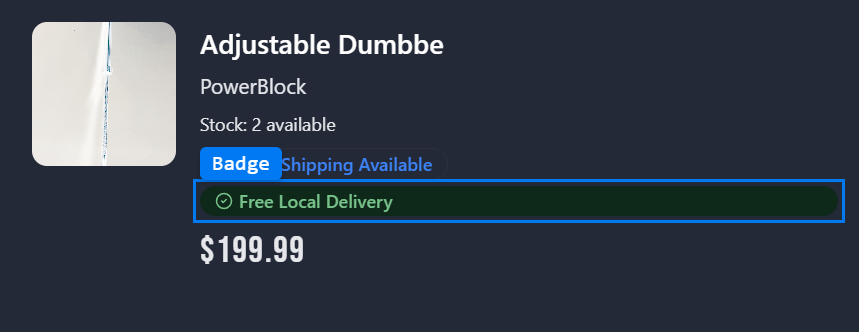 Adjustable Dumbbe
PowerBlock
Stock: 2 available
Badge Shipping Available
Free Local Delivery
$199.99